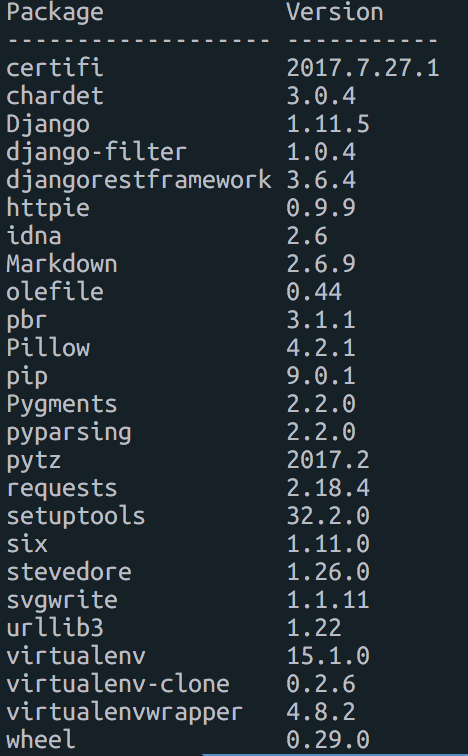 Package Version
------------------- -----------
certifi 2017.7.27.1
chardet 3.0.4
Django 1.11.5
django-filter 1.0.4
djangorestframework 3.6.4
httpie 0.9.9
idna 2.6
Markdown 2.6.9
olefile 0.44
pbr 3.1.1
Pillow 4.2.1
pip 9.0.1
Pygments 2.2.0
pyparsing 2.2.0
pytz 2017.2
requests 2.18.4
setuptools 32.2.0
six 1.11.0
stevedore 1.26.0
svgwrite 1.1.11
urllib3 1.22
virtualenv 15.1.0
virtualenv-clone 0.2.6
virtualenvwrapper 4.8.2
wheel 0.29.0